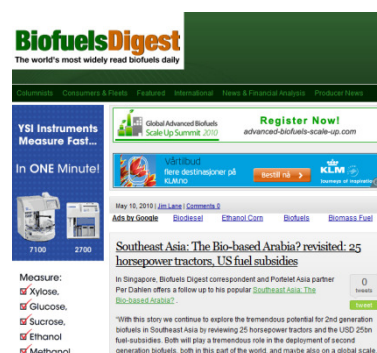 BiofuelsDigest
The world's most widely read biofuels daily
Columnists Consumers & Fleets Featured International News & Financial Analysis Producer News
YSI Instruments
Measure Fast...
In ONE Minute!
7100 2700
Measure:
Xylose,
Glucose,
Sucrose,
Ethanol
Methanol
Global Advanced Biofuels
Scale Up Summit 2010
Register Now!
advanced-biofuels-scale-up.com
Vårtilbud
flere destinasjoner på
KLM.no
Bestill nå
KLM
Journeys of Inspiration
May 10, 2010 | Jim Lane | Comments 0
Ads by Google Biodiesel Ethanol Corn Biofuels Biomass Fuel
Southeast Asia: The Bio-based Arabia? revisited: 25
horsepower tractors, US fuel subsidies
In Singapore, Biofuels Digest correspondent and Portelet Asia partner
Per Dahlen offers a follow up to his popular Southeast Asia: The
Bio-based Arabia? .
0
tweets
tweet
"With this story we continue to explore the tremendous potential for 2nd generation
biofuels in Southeast Asia by reviewing 25 horsepower tractors and the USD 25bn
fuel-subsidies. Both will play a tremendous role in the deployment of second
generation biofuels, both in this part of the world, and maybe also on a global scale.